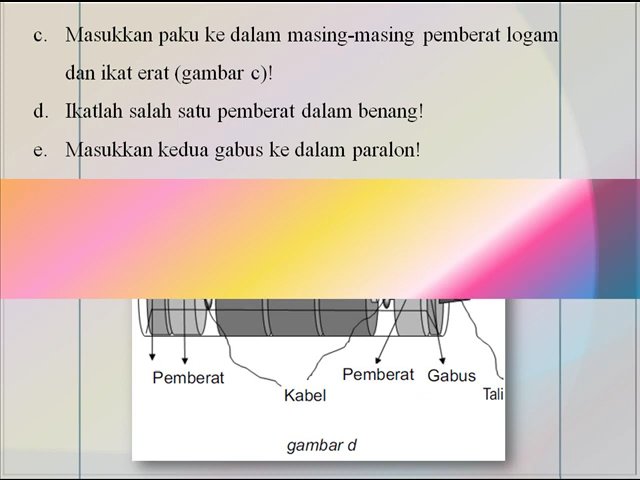 c. Masukkan paku ke dalam masing-masing pemberat logam
dan ikat erat (gambar c)!
d. Ikatlah salah satu pemberat dalam benang!
e. Masukkan kedua gabus ke dalam paralon!
Pemberat
Kabel
Pemberat
Gabus
Tali
gambar d